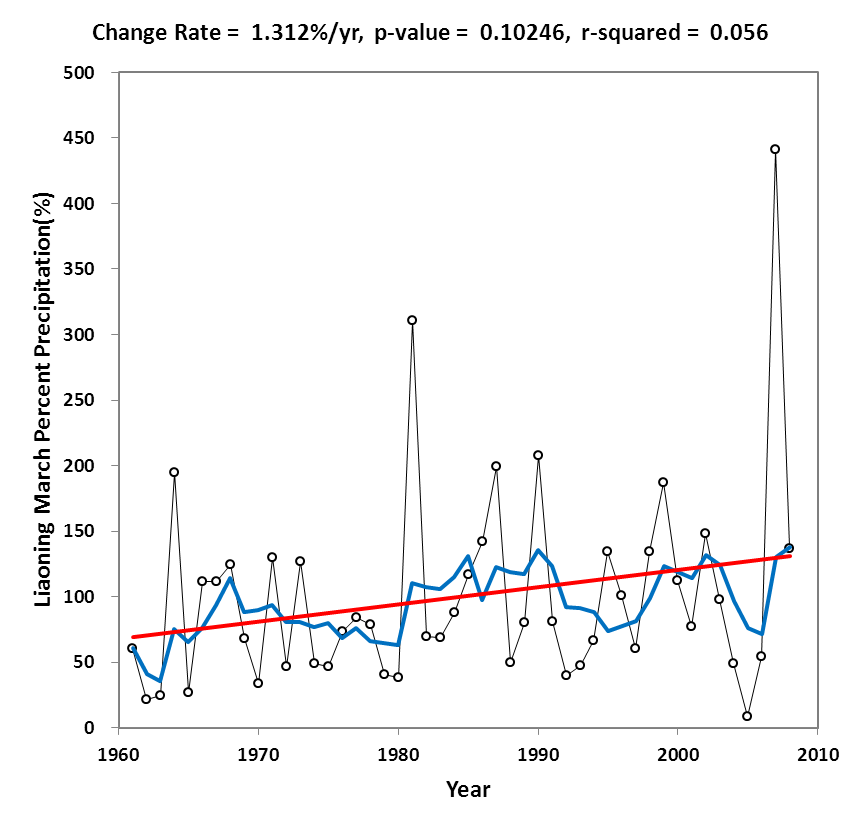 Change Rate = 1.312%/yr, p-value = 0.10246, r-squared = 0.056
500
450
400
350
300
250
200
150
100
50
0
Liaoning March Percent Precipitation(%)
1960 1970 1980 1990 2000 2010
Year